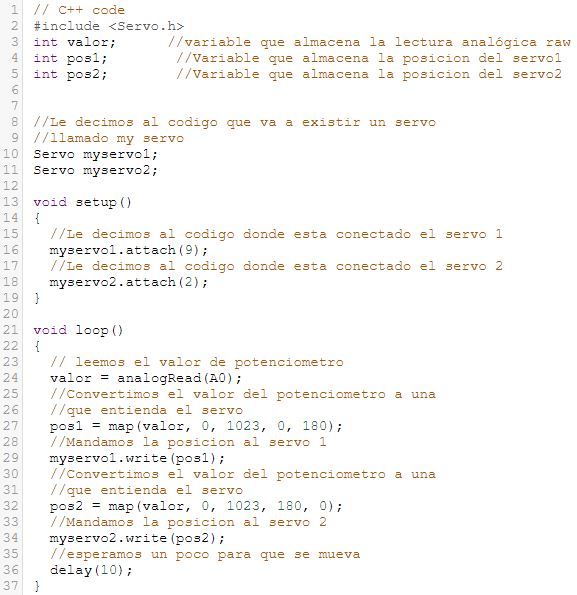 1 // C++ code
2 #include <Servo.h>
3 int valor;      //variable que almacena la lectura analógica raw
4 int pos1;        //Variable que almacena la posicion del servo1
5 int pos2;        //Variable que almacena la posicion del servo2
6
7
8 //Le decimos al codigo que va a existir un servo
9 //llamado my servo
10 Servo myservo1;
11 Servo myservo2;
12
13 void setup()
14 {
15   //Le decimos al codigo donde esta conectado el servo 1
16   myservo1.attach(9);
17   //Le decimos al codigo donde esta conectado el servo 2
18   myservo2.attach(2);
19 }
20
21 void loop()
22 {
23   // leemos el valor de potenciometro
24   valor = analogRead(A0);
25   //Convertimos el valor del potenciometro a una
26   //que entienda el servo
27   pos1 = map(valor, 0, 1023, 0, 180);
28   //Mandamos la posicion al servo 1
29   myservo1.write(pos1);
30   //Convertimos el valor del potenciometro a una
31   //que entienda el servo
32   pos2 = map(valor, 0, 1023, 180, 0);
33   //Mandamos la posicion al servo 2
34   myservo2.write(pos2);
35   //esperamos un poco para que se mueva
36   delay(10);
37 }